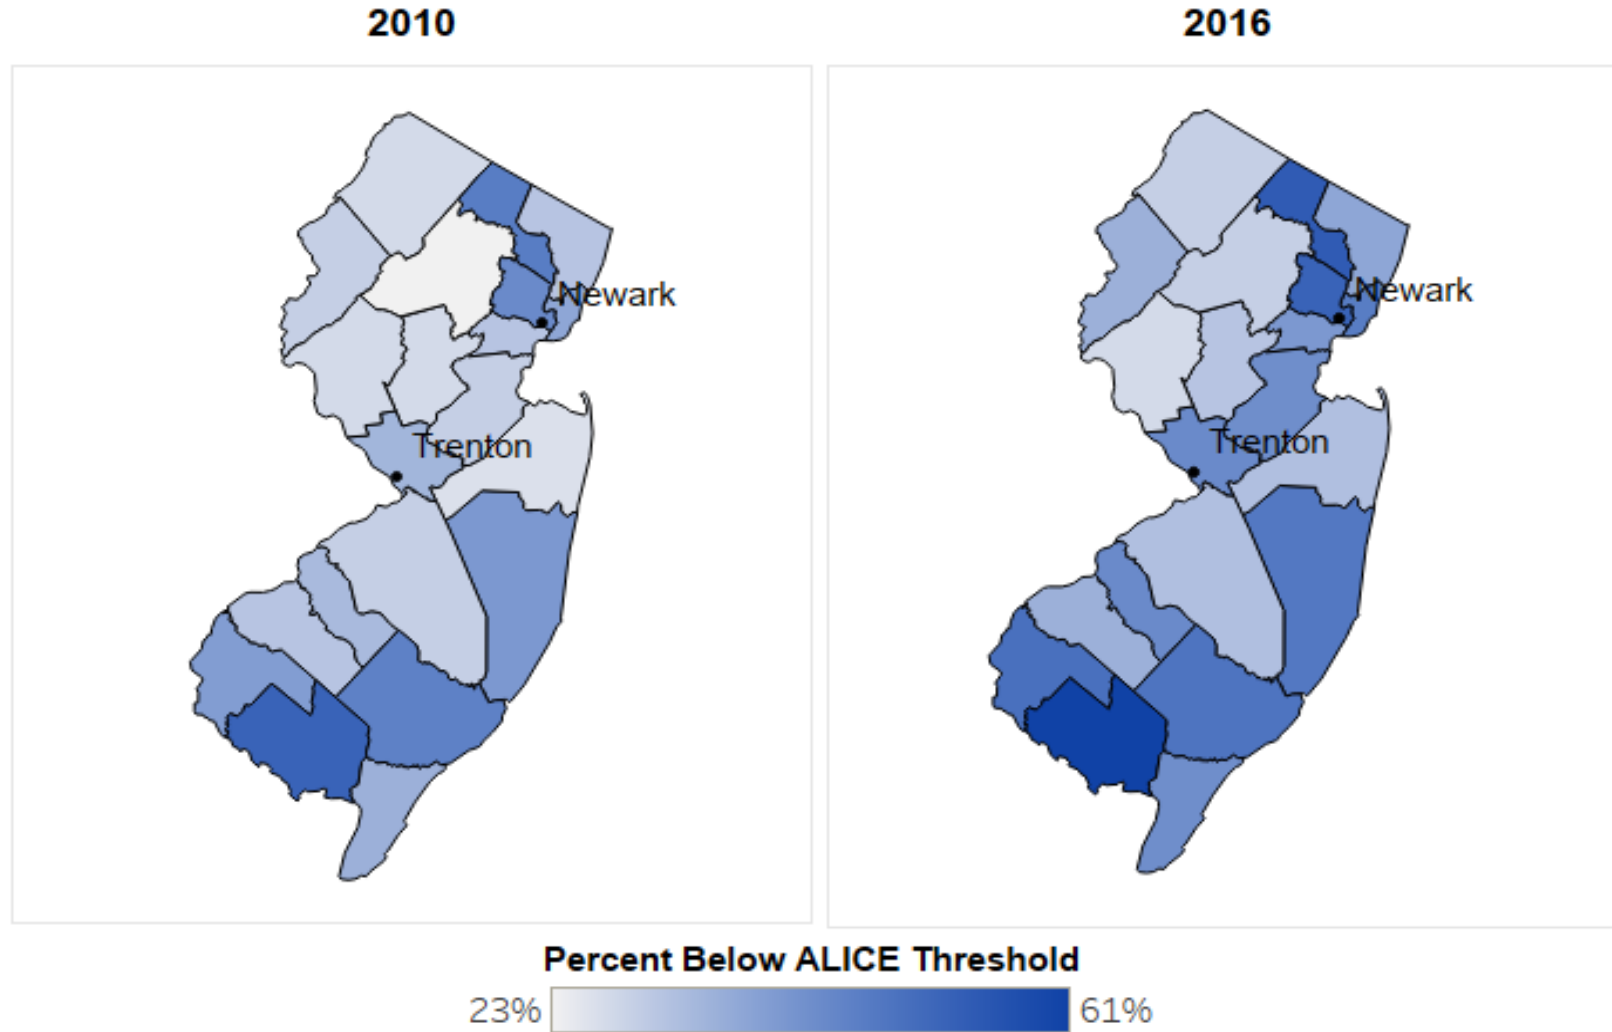 2010
2016
Newark
Trenton
Newark
Trenton
Percent Below ALICE Threshold
23%
61%